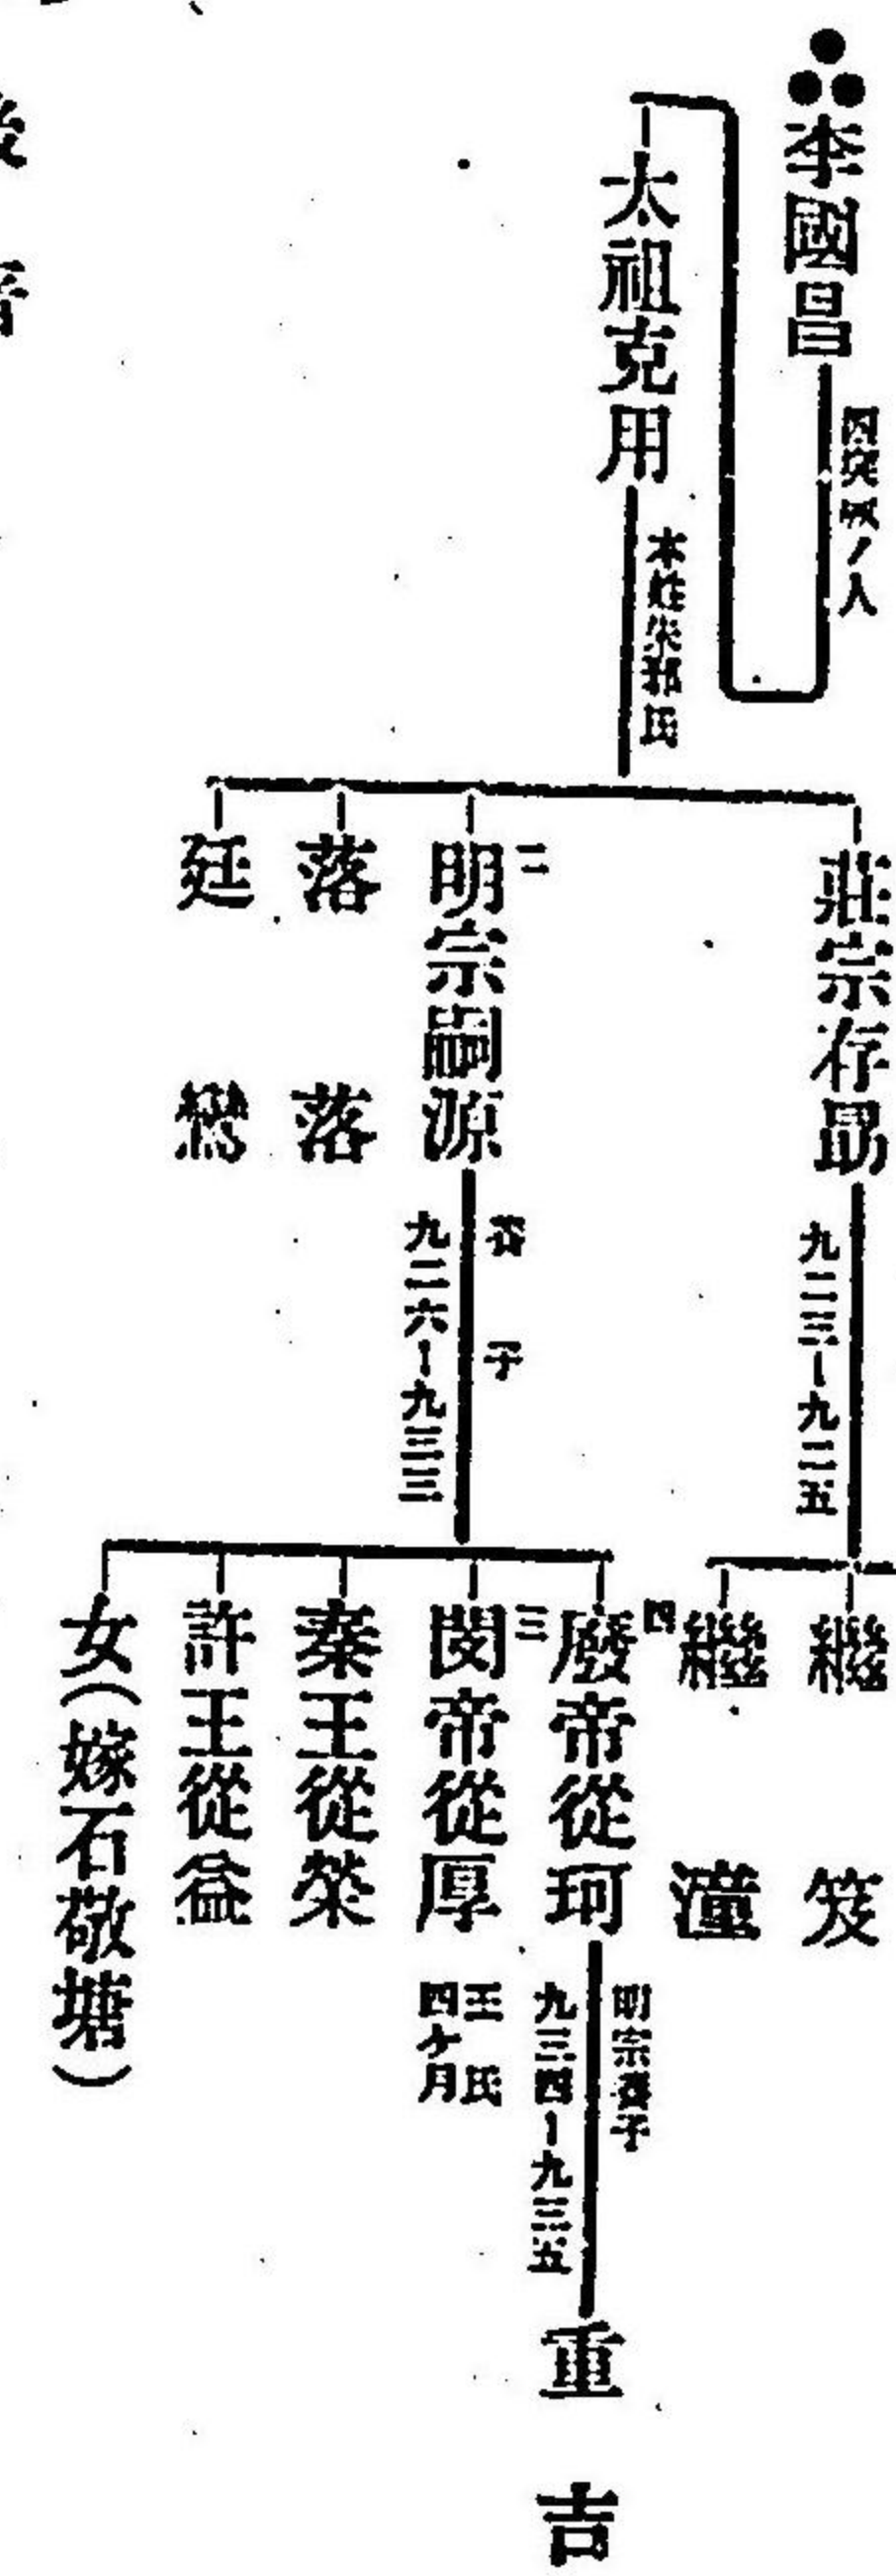 李國昌
ノ人
太祖克用
本姓朱邪氏
莊宗存勗
九二三—九二五
二
明宗嗣源
養子
九二六—九三三
落落
廷鸞
繼笈
繼潼
四
廢帝從珂
明宗養子
九三四—九三五
重吉
三
閔帝從厚
王氏
四ケ月
秦王從榮
許王從益
女(嫁石敬塘)